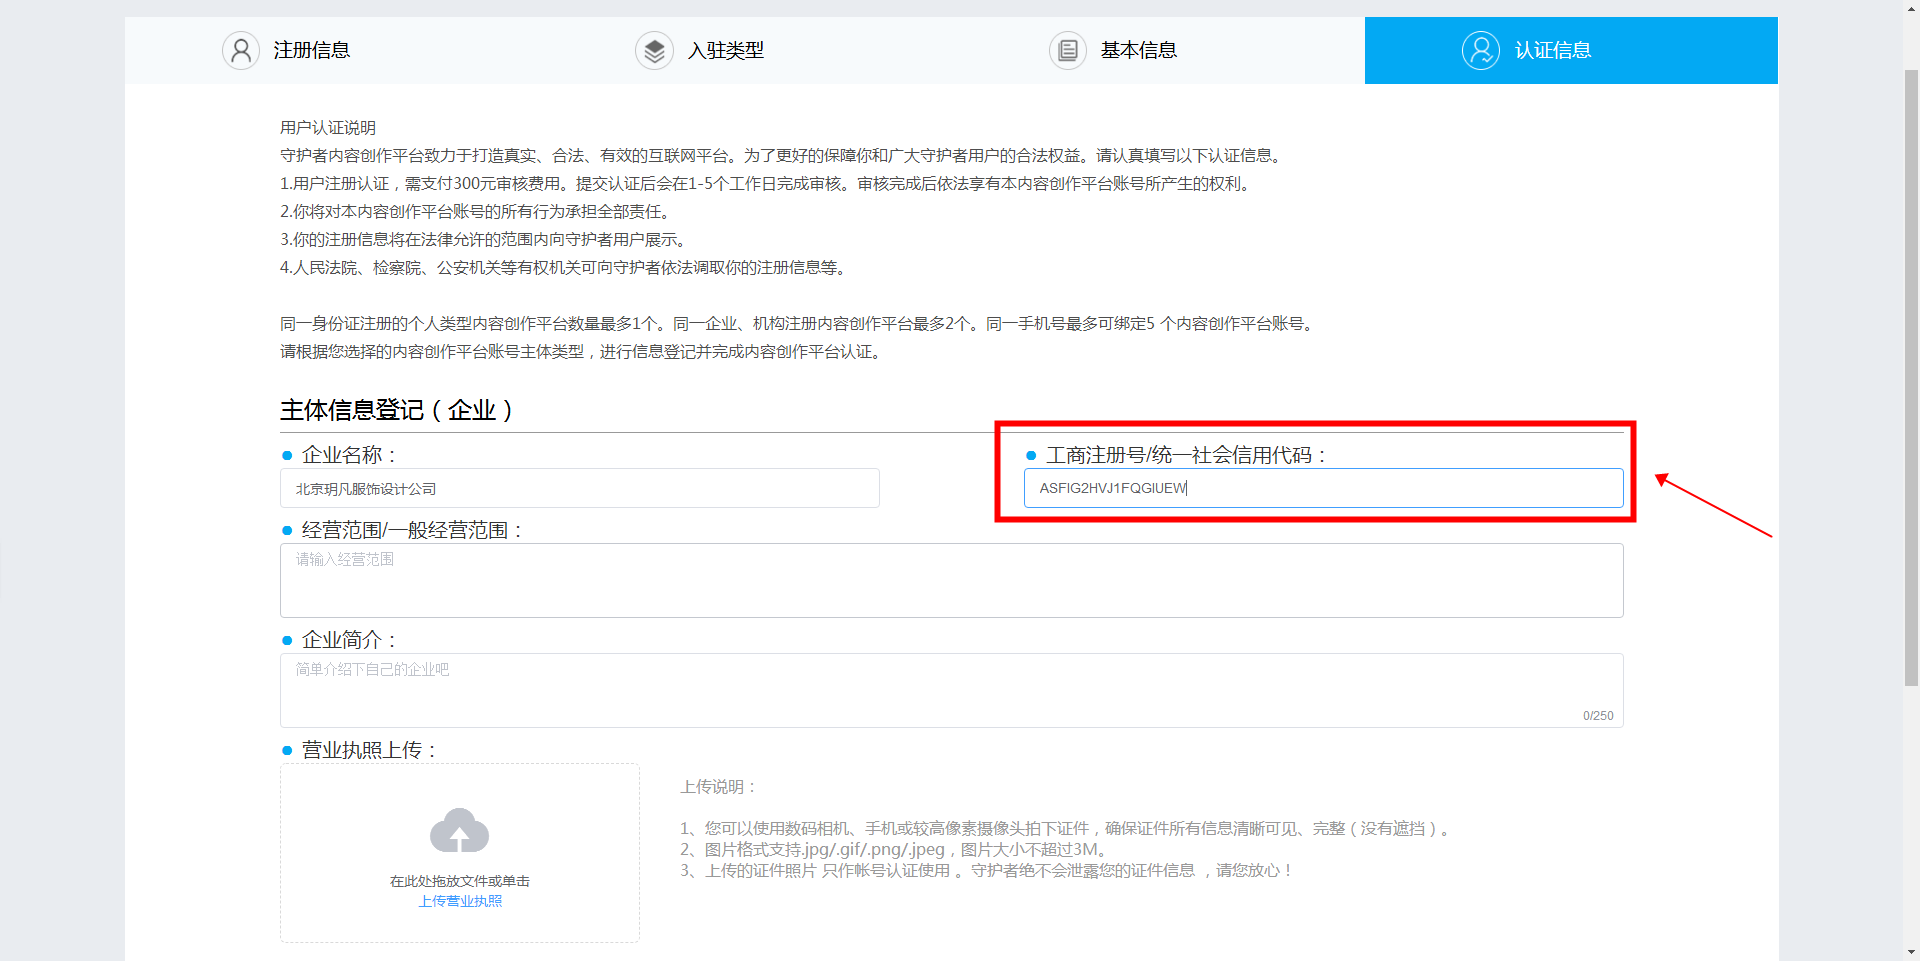 注册信息
入驻类型
基本信息
认证信息
用户认证说明
守护者内容创作平台致力于打造真实、合法、有效的互联网平台。为了更好的保障你和广大守护者用户的合法权益。请认真填写以下认证信息。
1.用户注册认证，需支付300元审核费用。提交认证后会在1-5个工作日完成审核。审核完成后依法享有本内容创作平台账号所产生的权利。
2.你将对本内容创作平台账号的所有行为承担全部责任。
3.你的注册信息将在法律允许的范围内向守护者用户展示。
4.人民法院、检察院、公安机关等有权机关可向守护者依法调取你的注册信息等。
同一身份证注册的个人类型内容创作平台数量最多1个。同一企业、机构注册内容创作平台最多2个。同一手机号最多可绑定5 个内容创作平台账号。
请根据您选择的内容创作平台账号主体类型，进行信息登记并完成内容创作平台认证。
主体信息登记（企业）
企业名称：
工商注册号/统一社会信用代码：
北京玥凡服饰设计公司
ASFIG2HVJ1FQGIUEW
经营范围/一般经营范围：
请输入经营范围
企业简介：
简单介绍下自己的企业吧
0/250
营业执照上传：
在此处拖放文件或单击
上传营业执照
上传说明：
1、您可以使用数码相机、手机或较高像素摄像头拍下证件，确保证件所有信息清晰可见、完整（没有遮挡）。
2、图片格式支持.jpg/.gif/.png/.jpeg，图片大小不超过3M。
3、上传的证件照片 只作帐号认证使用 。守护者绝不会泄露您的证件信息 ，请您放心！